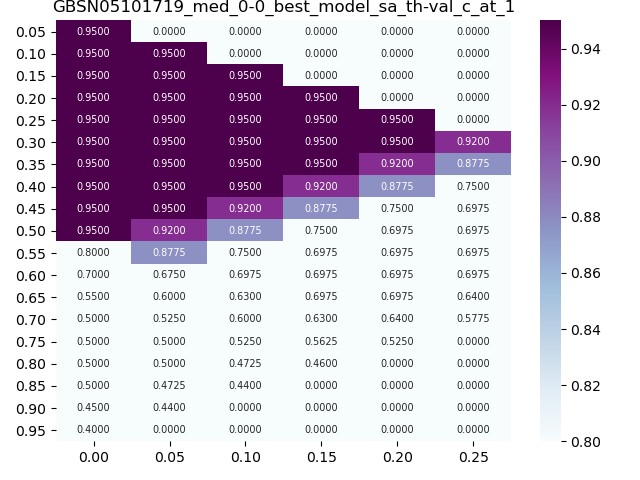 GBSN05101719_med_0-0_best_model_sa_th-val_c_at_1
0.05 0.9500 0.0000 0.0000 0.0000 0.0000 0.0000
0.10 0.9500 0.9500 0.0000 0.0000 0.0000 0.0000
0.15 0.9500 0.9500 0.9500 0.0000 0.0000 0.0000
0.20 0.9500 0.9500 0.9500 0.9500 0.0000 0.0000
0.25 0.9500 0.9500 0.9500 0.9500 0.9500 0.0000
0.30 0.9500 0.9500 0.9500 0.9500 0.9500 0.9200
0.35 0.9500 0.9500 0.9500 0.9500 0.9200 0.8775
0.40 0.9500 0.9500 0.9500 0.9200 0.8775 0.7500
0.45 0.9500 0.9500 0.9200 0.8775 0.7500 0.6975
0.50 0.9500 0.9200 0.8775 0.7500 0.6975 0.6975
0.55 0.8000 0.8775 0.7500 0.6975 0.6975 0.6975
0.60 0.7000 0.6750 0.6975 0.6975 0.6975 0.6975
0.65 0.5500 0.6000 0.6300 0.6975 0.6975 0.6400
0.70 0.5000 0.5250 0.6000 0.6300 0.6400 0.5775
0.75 0.5000 0.5000 0.5250 0.5625 0.5250 0.0000
0.80 0.5000 0.5000 0.4725 0.4600 0.0000 0.0000
0.85 0.5000 0.4725 0.4400 0.0000 0.0000 0.0000
0.90 0.4500 0.4400 0.0000 0.0000 0.0000 0.0000
0.95 0.4000 0.0000 0.0000 0.0000 0.0000 0.0000
0.00 0.05 0.10 0.15 0.20 0.25
0.94
0.92
0.90
0.88
0.86
0.84
0.82
0.80